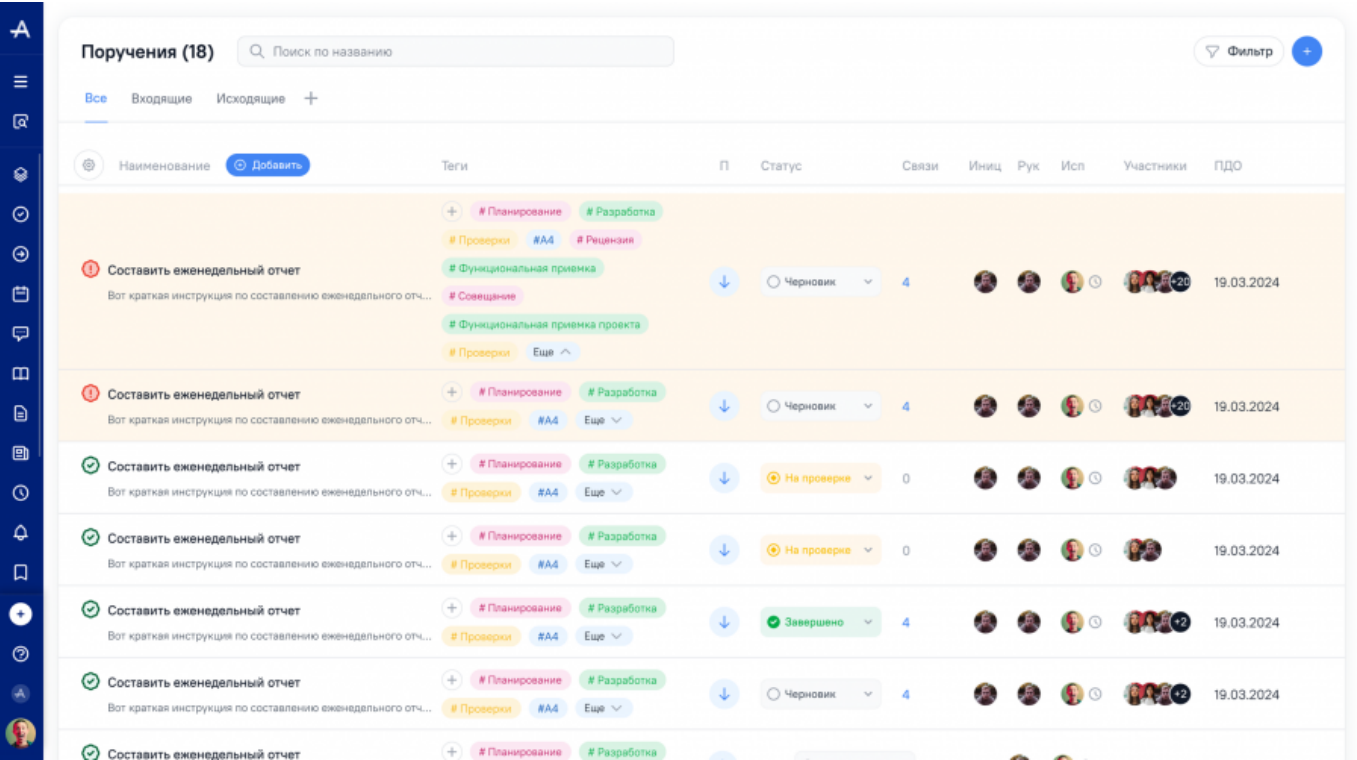 Поручения (18)
Поиск по названию
Фильтр
Все Входящие Исходящие
Наименование Добавить Теги П Статус Связи Иниц Рук Исп Участники ПДО
# Планирование # Разработка
# Проверки #А4 # Рецензия
# Функциональная приемка
Составить еженедельный отчет
Вот краткая инструкция по составлению еженедельного отч...
# Совещание
# Функциональная приемка проекта
# Проверки Еще
Черновик 4 +20 19.03.2024
Составить еженедельный отчет
Вот краткая инструкция по составлению еженедельного отч...
# Планирование # Разработка
# Проверки #А4 Еще
Черновик 4 +20 19.03.2024
Составить еженедельный отчет
Вот краткая инструкция по составлению еженедельного отч...
# Планирование # Разработка
# Проверки #А4 Еще
На проверке 0 19.03.2024
Составить еженедельный отчет
Вот краткая инструкция по составлению еженедельного отч...
# Планирование # Разработка
# Проверки #А4 Еще
На проверке 0 19.03.2024
Составить еженедельный отчет
Вот краткая инструкция по составлению еженедельного отч...
# Планирование # Разработка
# Проверки #А4 Еще
Завершено 4 +2 19.03.2024
Составить еженедельный отчет
Вот краткая инструкция по составлению еженедельного отч...
# Планирование # Разработка
# Проверки #А4 Еще
Черновик 4 +2 19.03.2024
Составить еженедельный отчет
# Планирование # Разработка